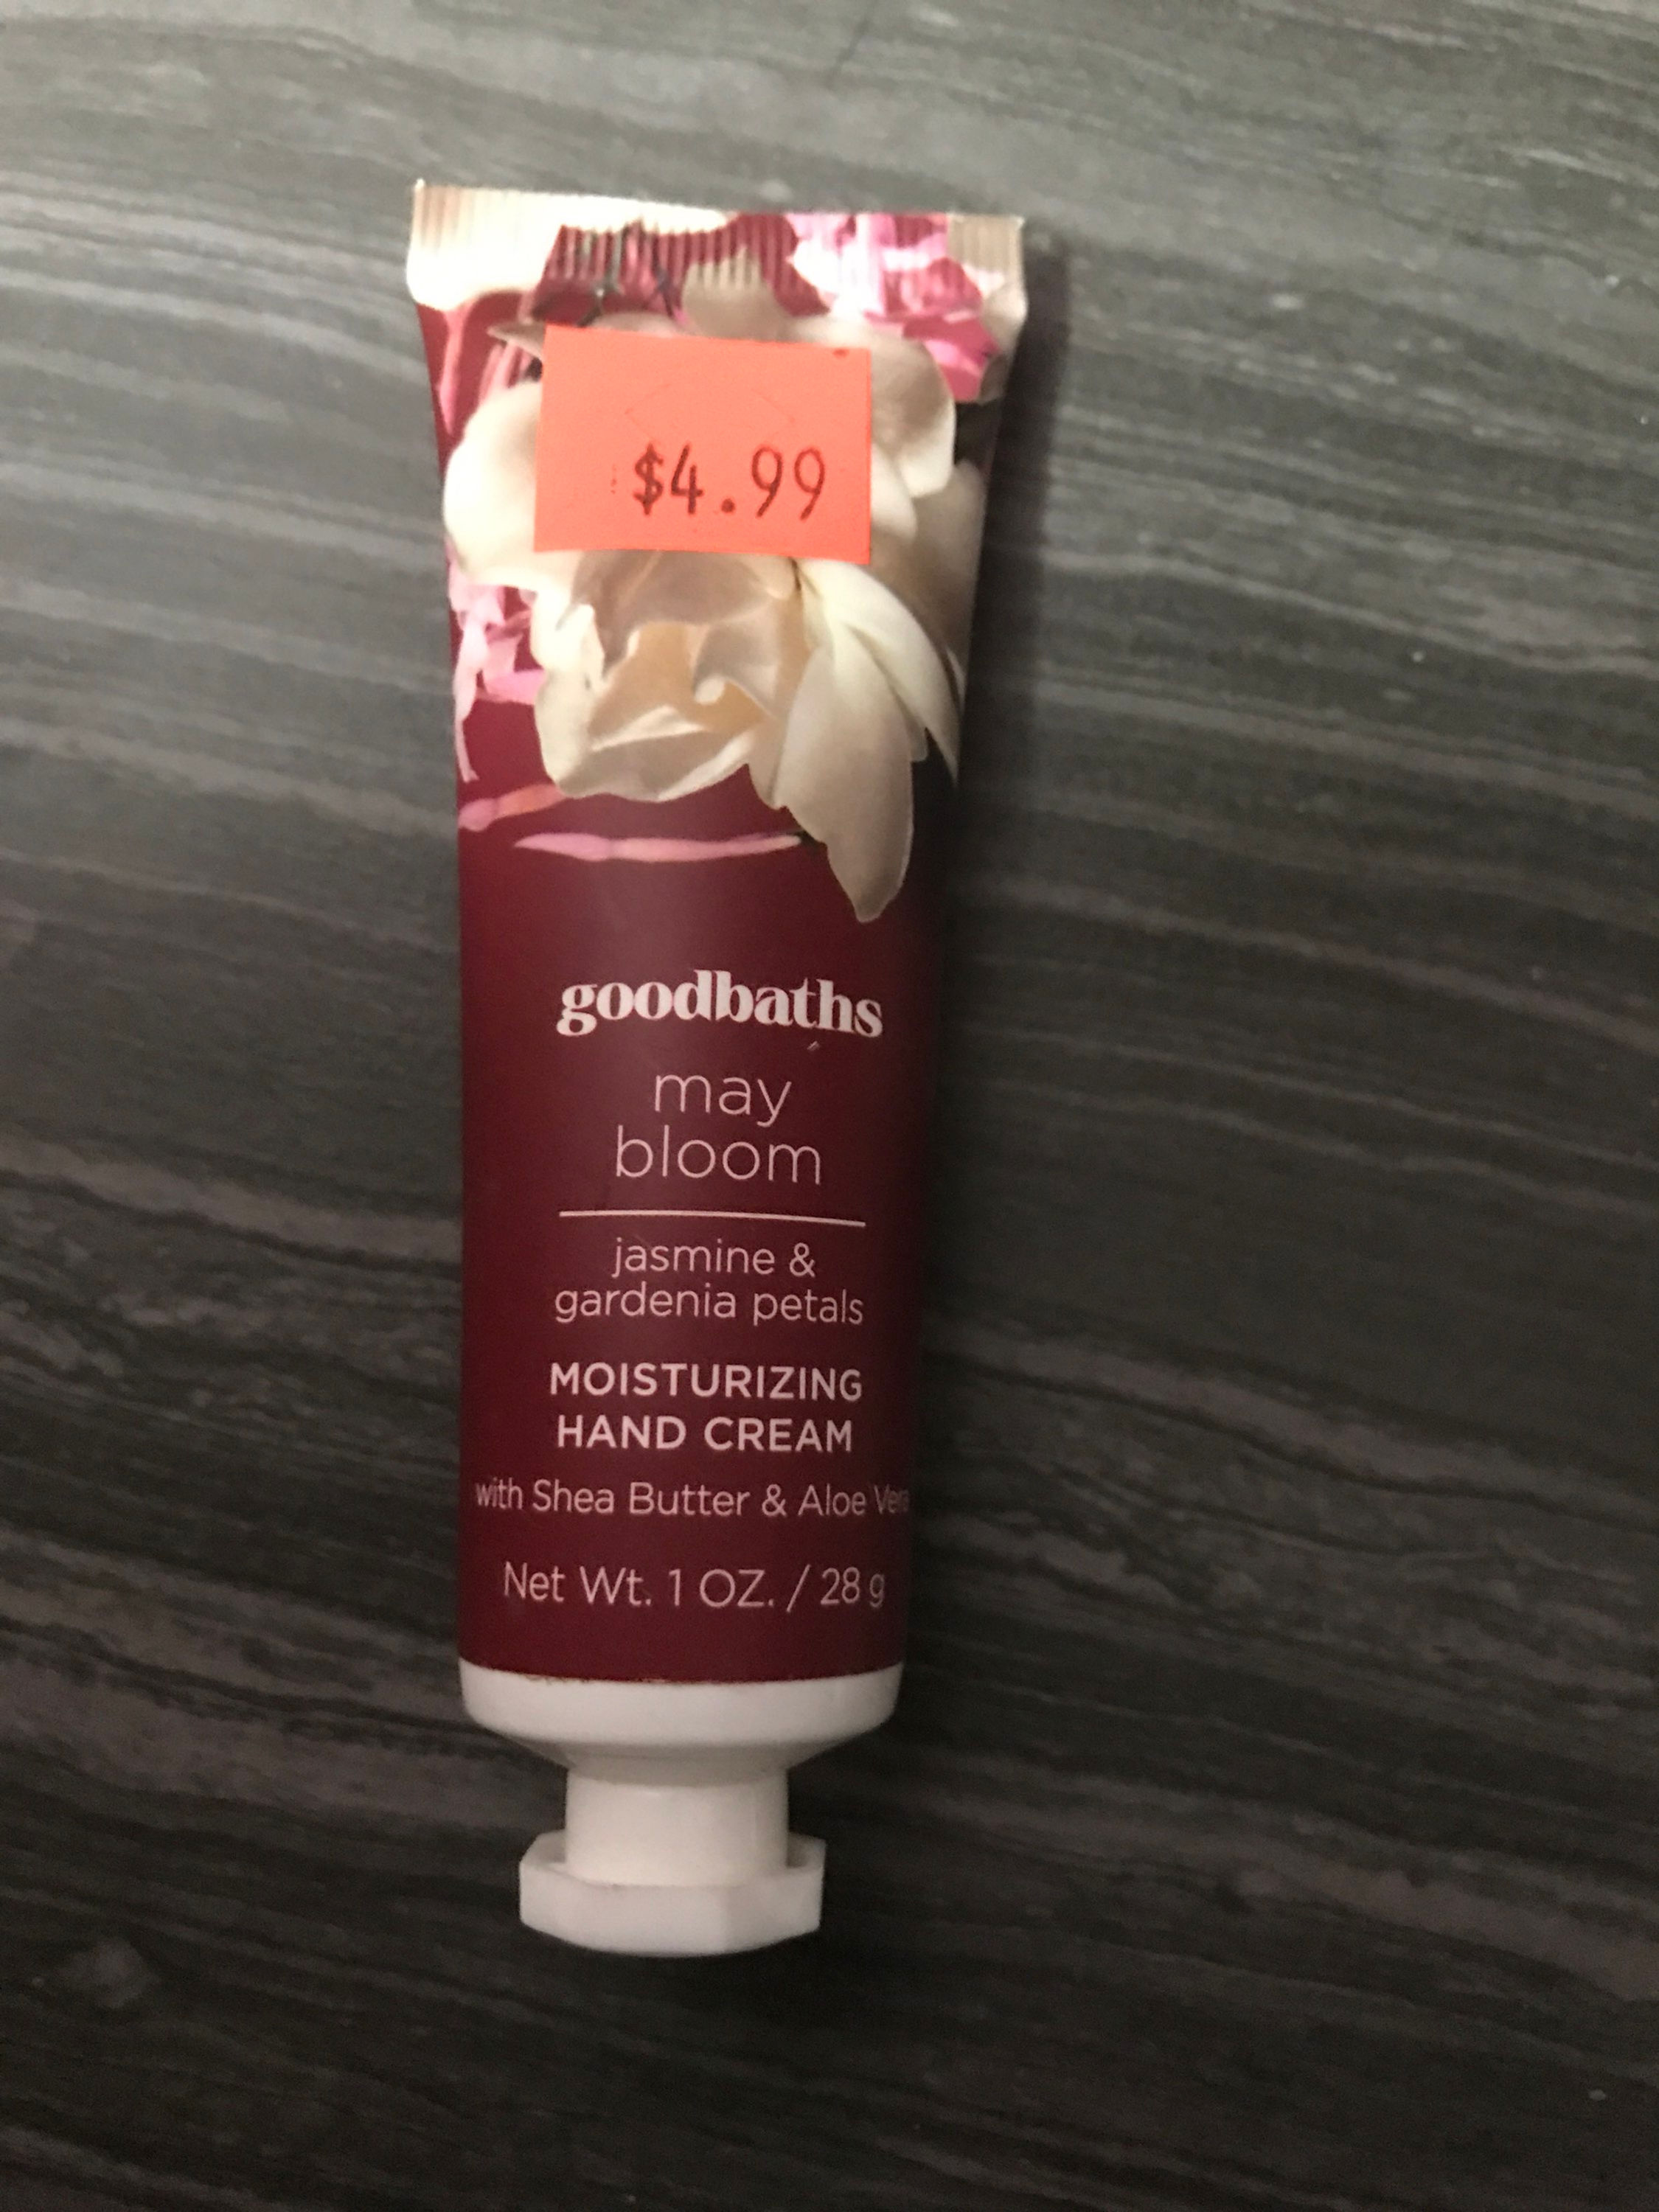 $4.99
goodbaths
may
bloom
jasmine &
gardenia petals
MOISTURIZING
HAND CREAM
with Shea Butter & Aloe Vera
Net Wt. 1 OZ. / 28 g